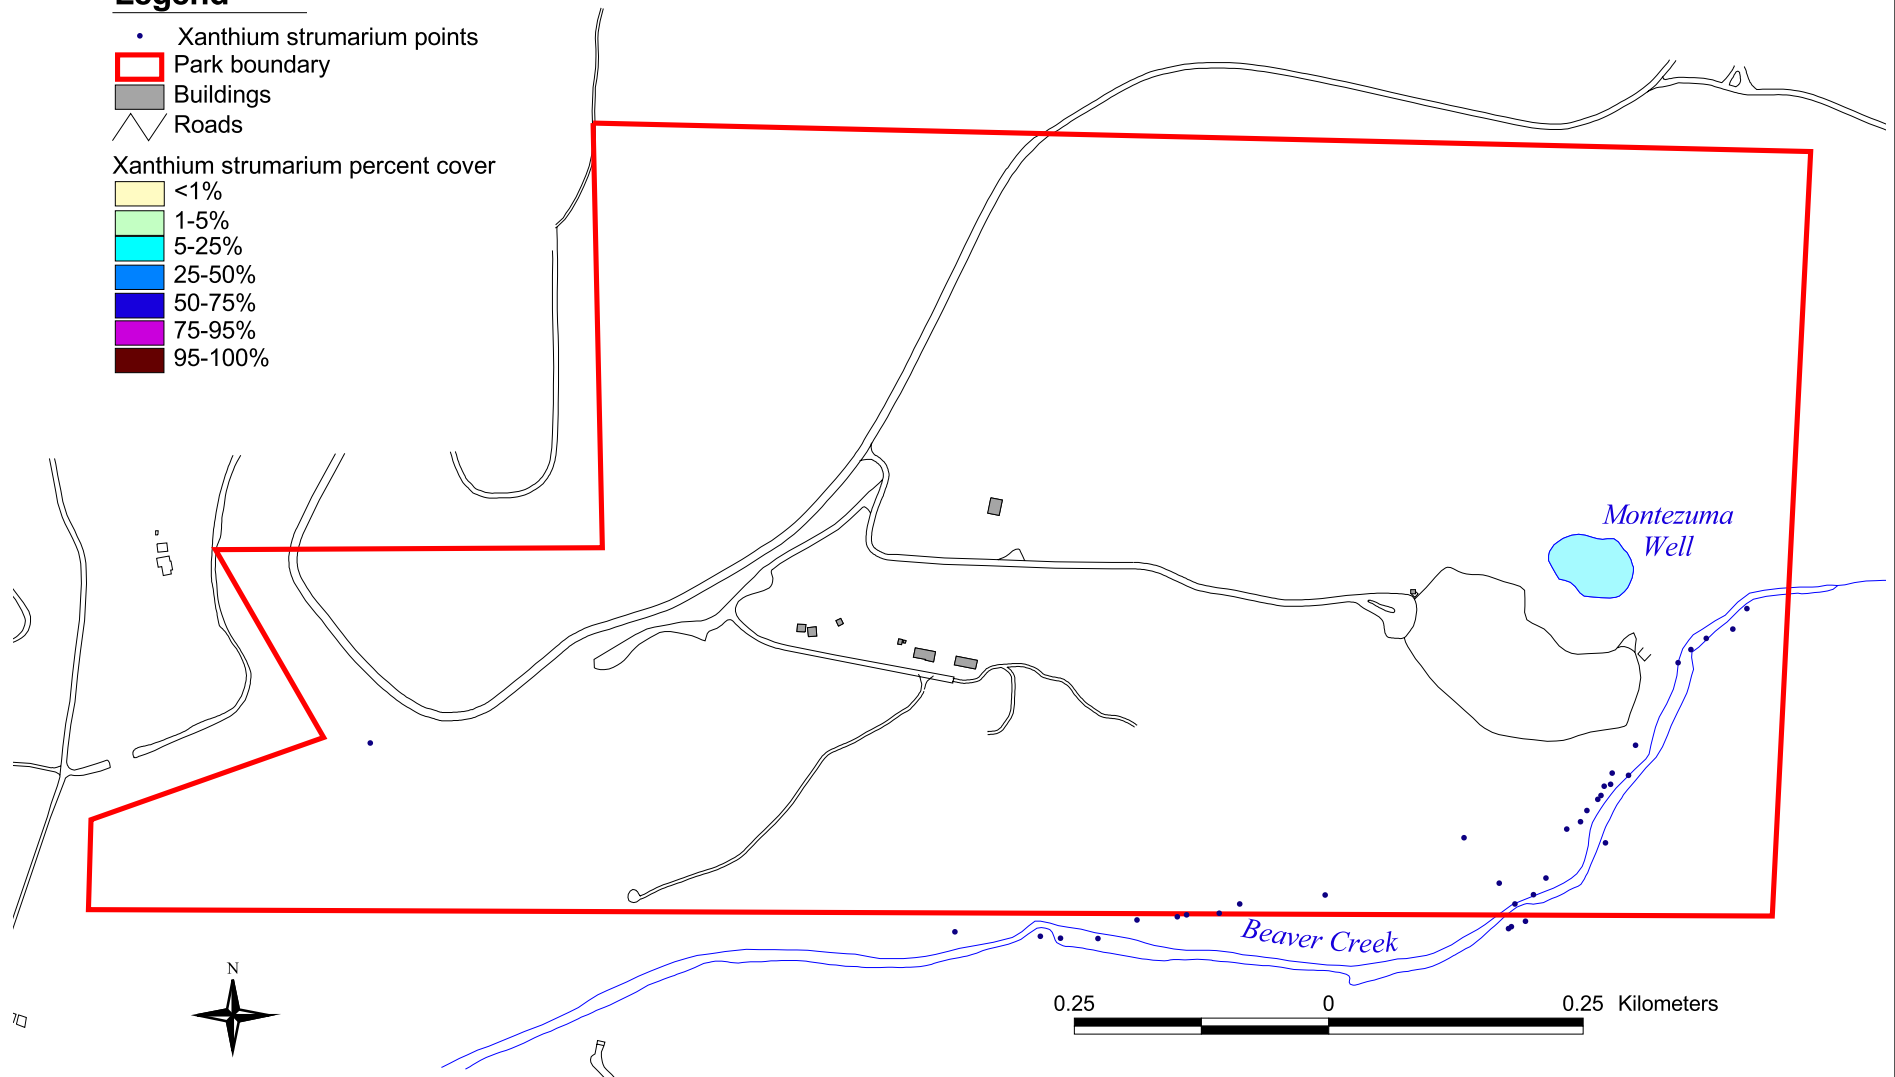 Legend
Xanthium strumarium points
Park boundary
Buildings
Roads
Xanthium strumarium percent cover
<1%
1-5%
5-25%
25-50%
50-75%
75-95%
95-100%
Montezuma
Well
Beaver Creek
N
0.25 0 0.25 Kilometers